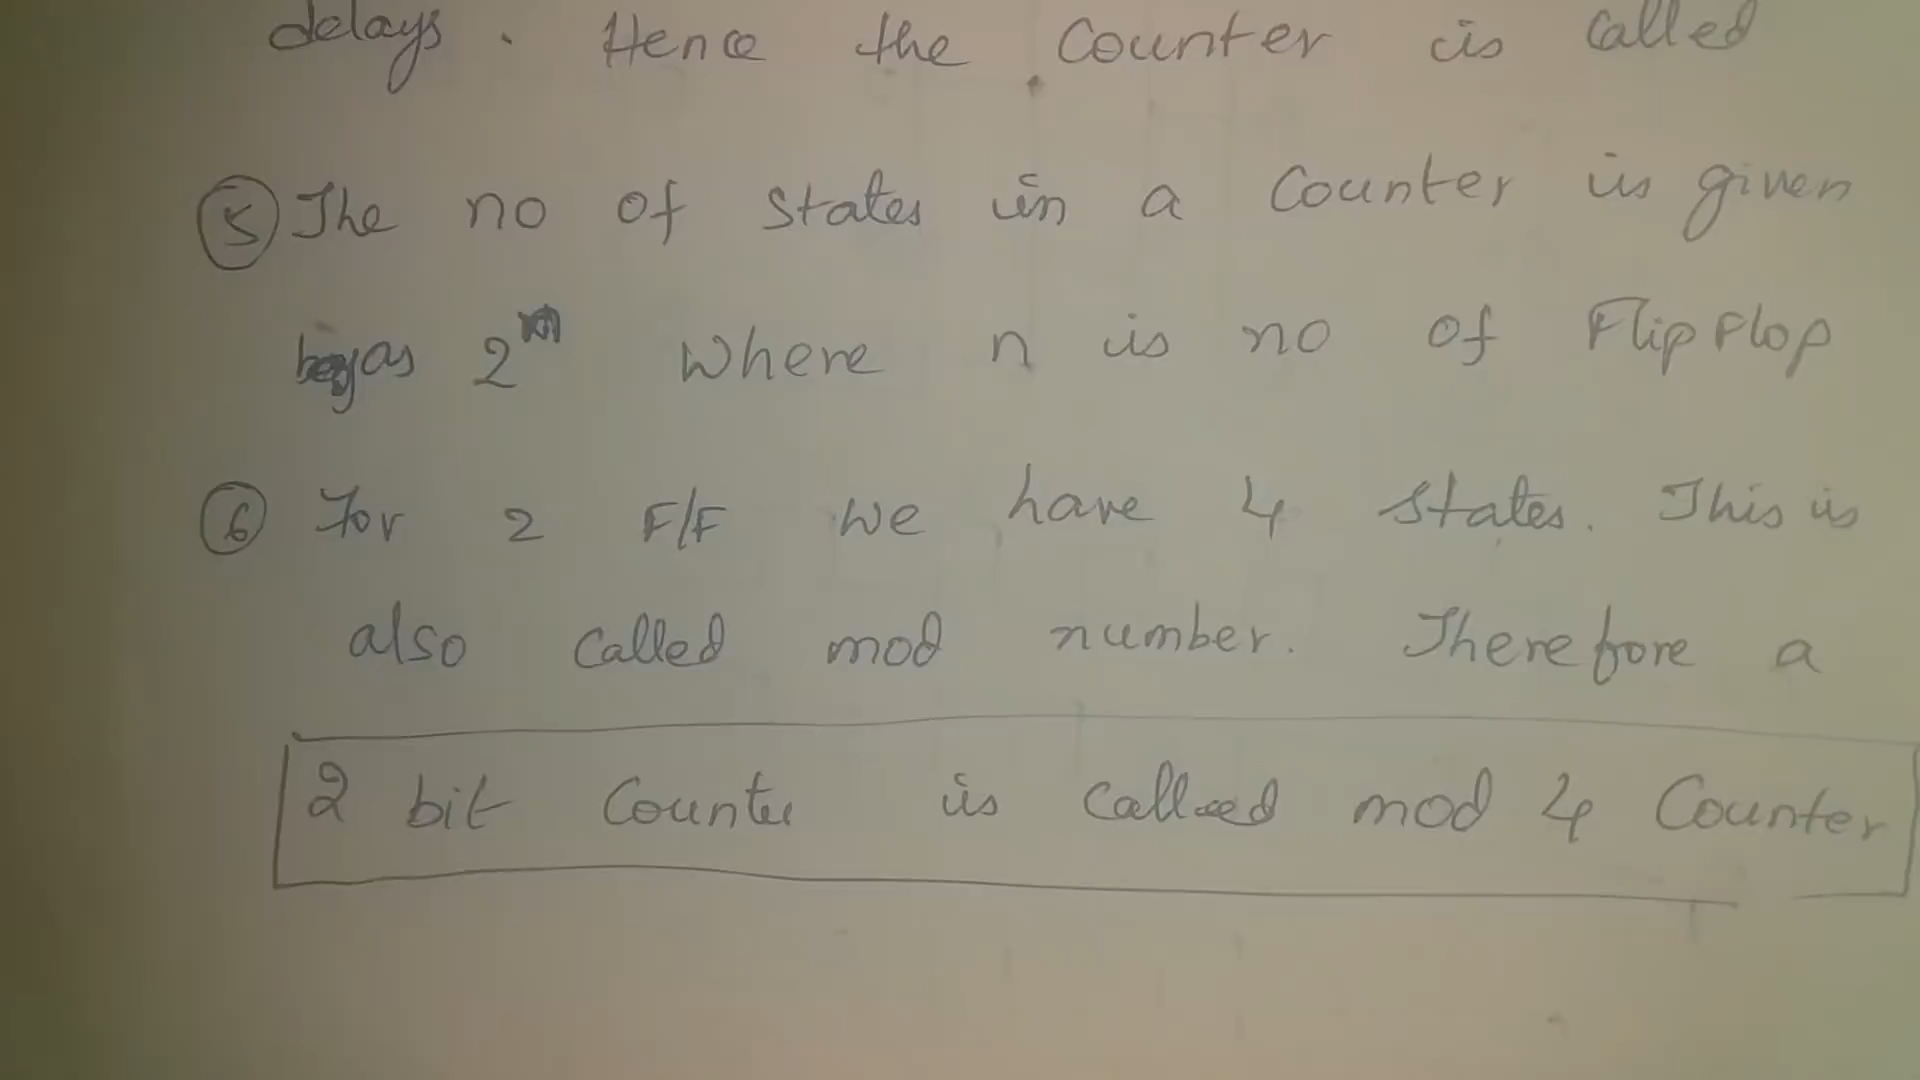 delays. Hence the Counter is called
⑤ The no of states in a Counter is given
as 2ⁿ where n is no of Flip Flop
⑥ For 2 F/F we have 4 states. This is
also called mod number. Therefore a
2 bit Counter is called mod 4 Counter